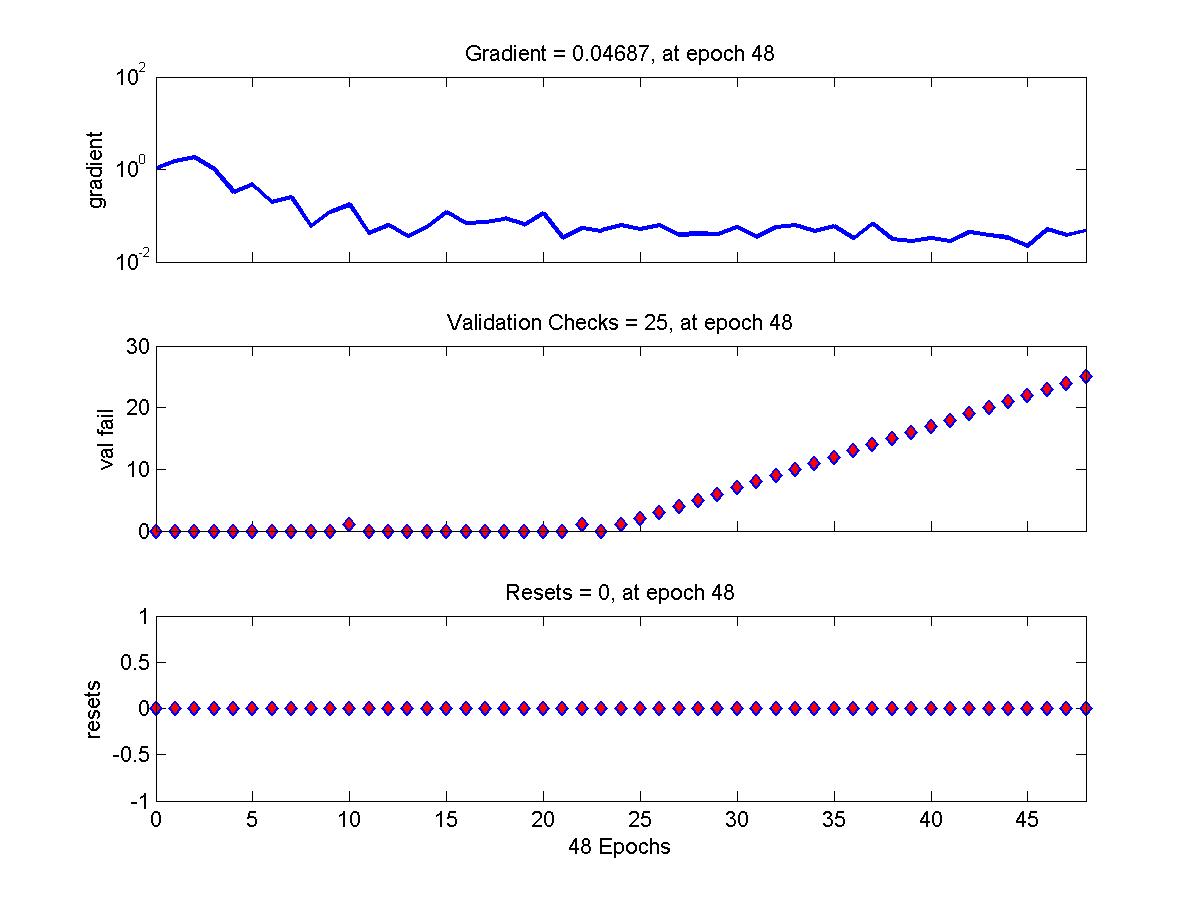 Gradient = 0.04687, at epoch 48
10^2
10^0
10^-2
gradient
Validation Checks = 25, at epoch 48
30
20
10
0
val fail
Resets = 0, at epoch 48
1
0.5
0
-0.5
-1
resets
0 5 10 15 20 25 30 35 40 45
48 Epochs